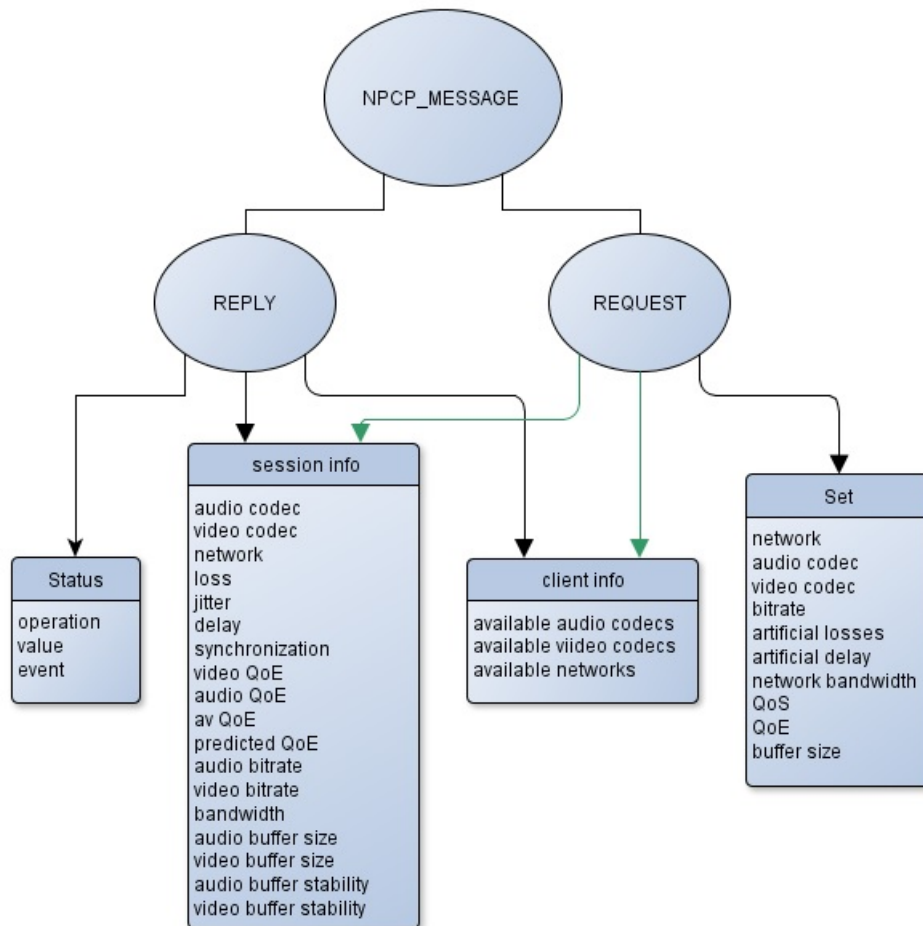 NPCP_MESSAGE
REPLY
REQUEST
session info
audio codec
video codec
network
loss
jitter
delay
synchronization
video QoE
audio QoE
av QoE
predicted QoE
audio bitrate
video bitrate
bandwidth
audio buffer size
video buffer size
audio buffer stability
video buffer stability
Set
network
audio codec
video codec
bitrate
artificial losses
artificial delay
network bandwidth
QoS
QoE
buffer size
Status
operation
value
event
client info
available audio codecs
available viideo codecs
available networks